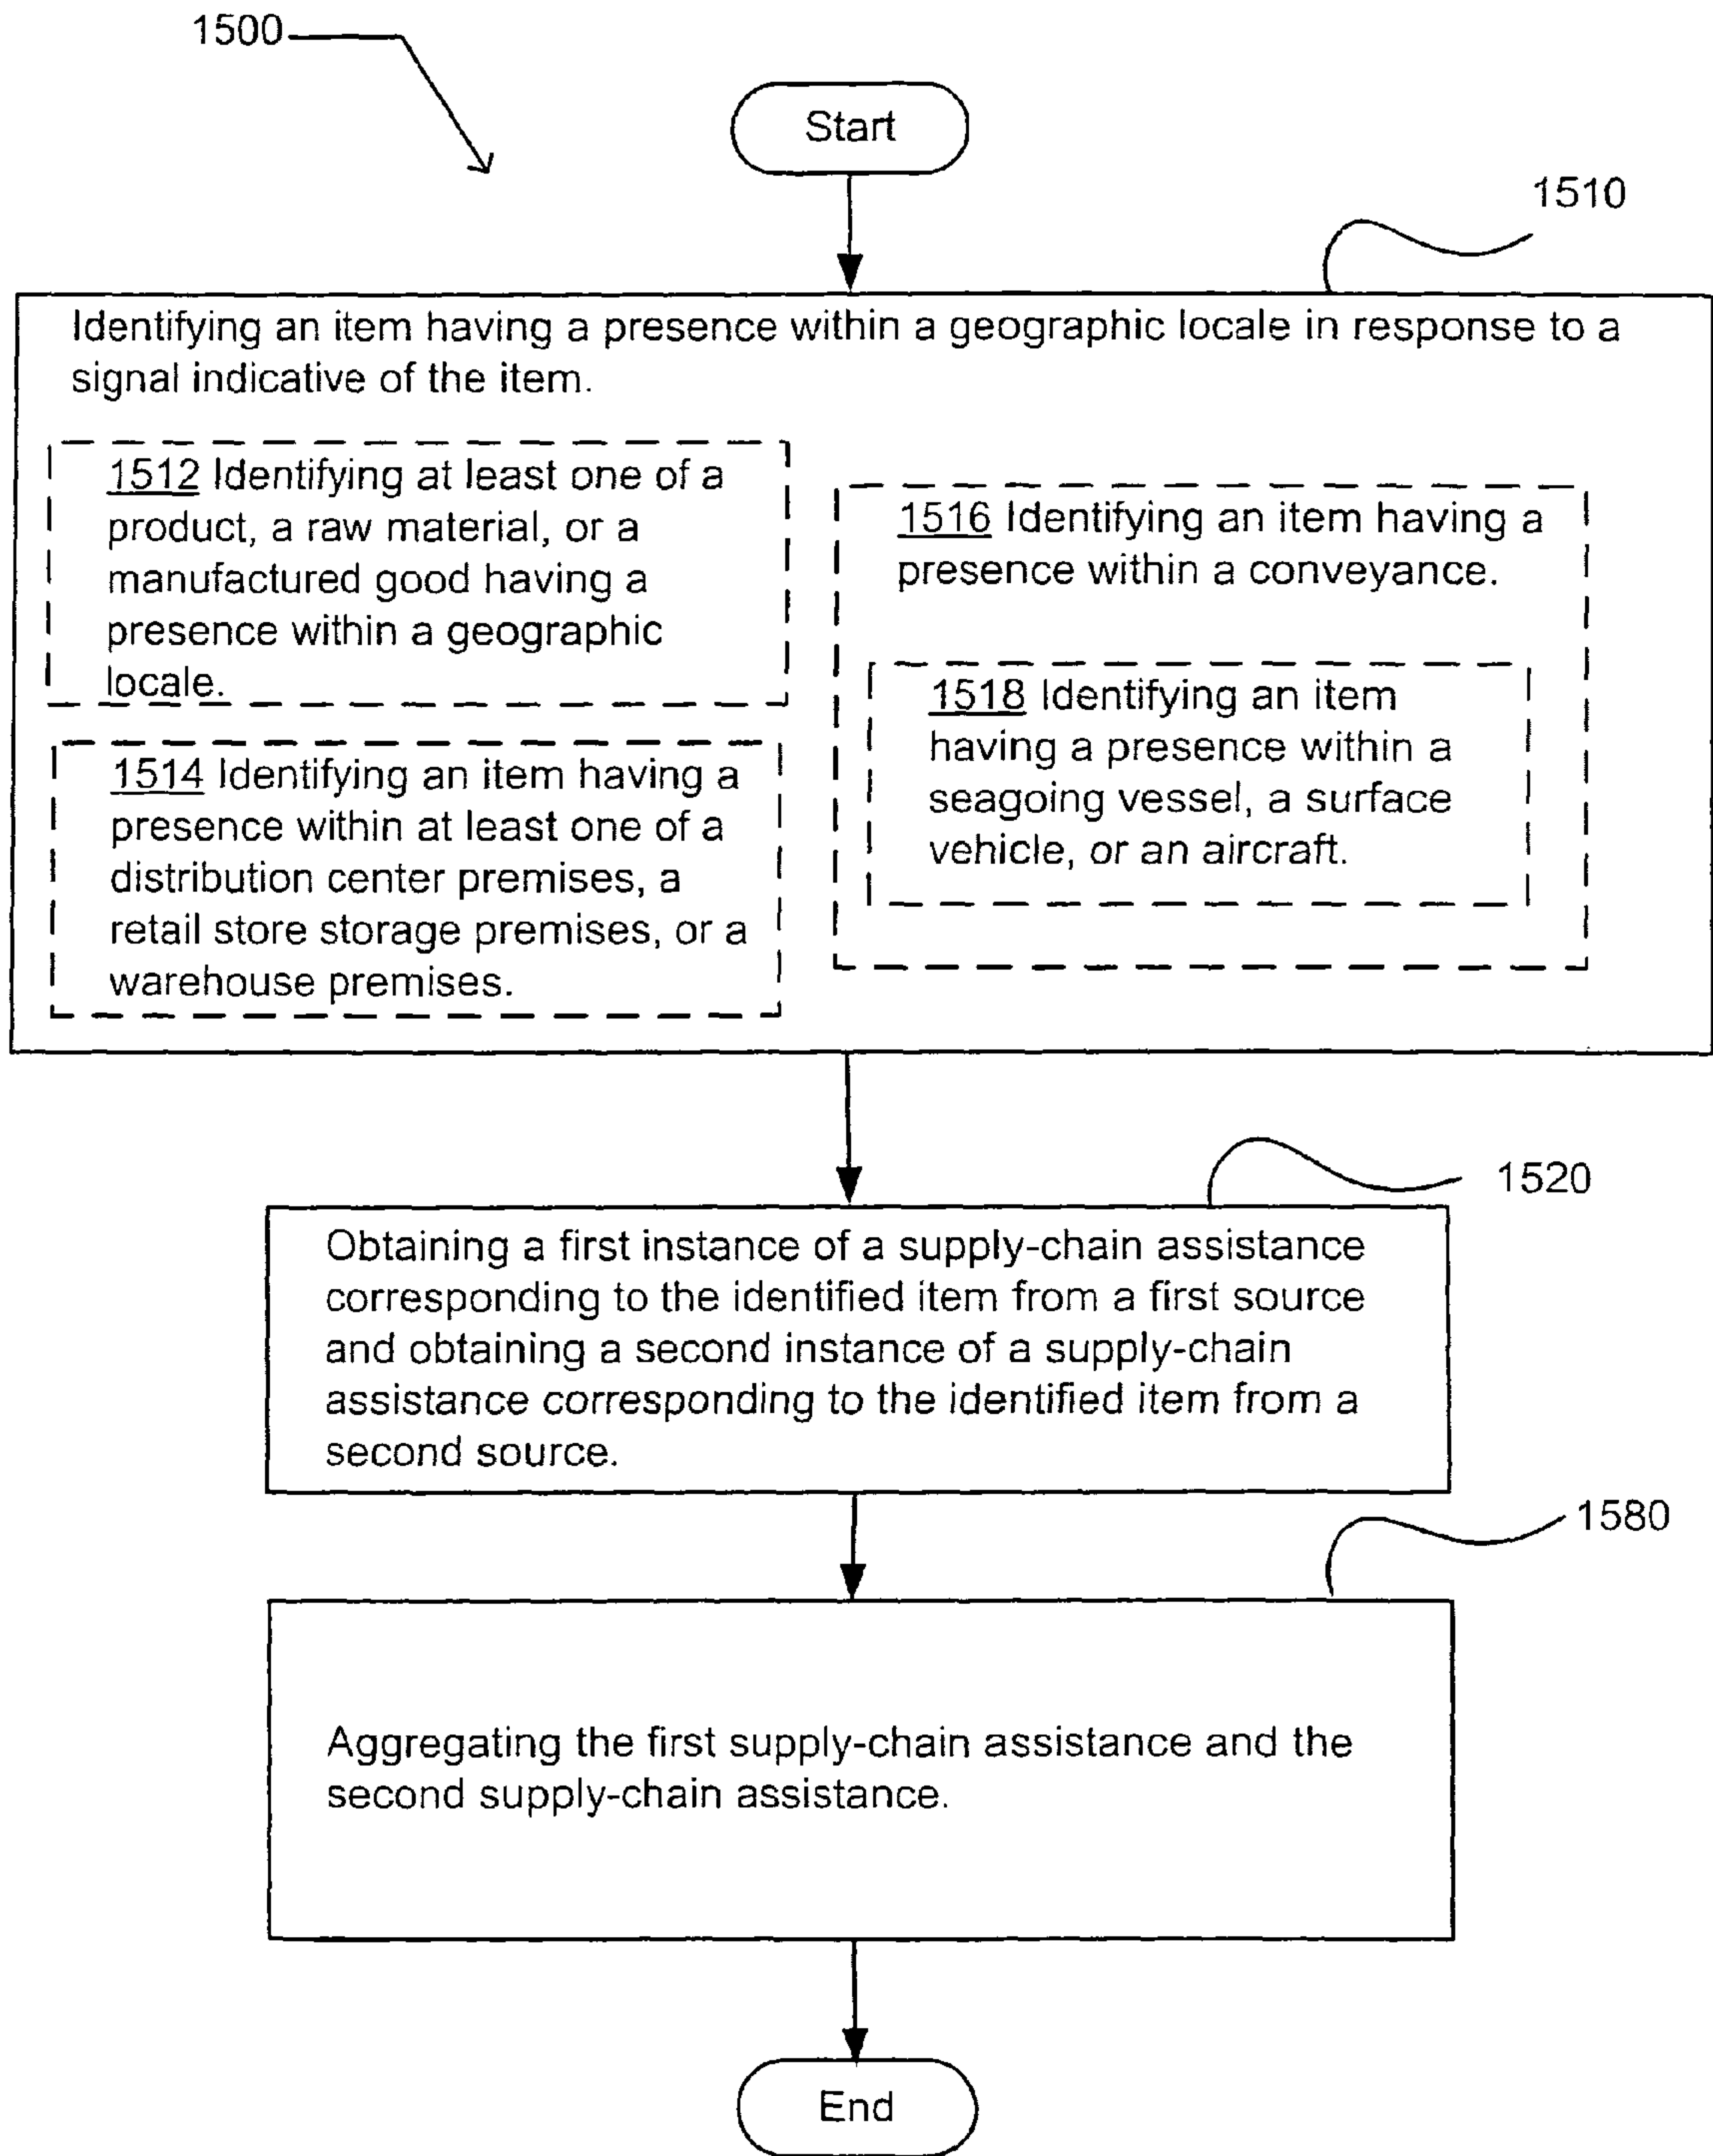 1500
Start
1510
Identifying an item having a presence within a geographic locale in response to a
signal indicative of the item.
1512 Identifying at least one of a
product, a raw material, or a
manufactured good having a
presence within a geographic
locale.
1514 Identifying an item having a
presence within at least one of a
distribution center premises, a
retail store storage premises, or a
warehouse premises.
1516 Identifying an item having a
presence within a conveyance.
1518 Identifying an item
having a presence within a
seagoing vessel, a surface
vehicle, or an aircraft.
1520
Obtaining a first instance of a supply-chain assistance
corresponding to the identified item from a first source
and obtaining a second instance of a supply-chain
assistance corresponding to the identified item from a
second source.
1580
Aggregating the first supply-chain assistance and the
second supply-chain assistance.
End